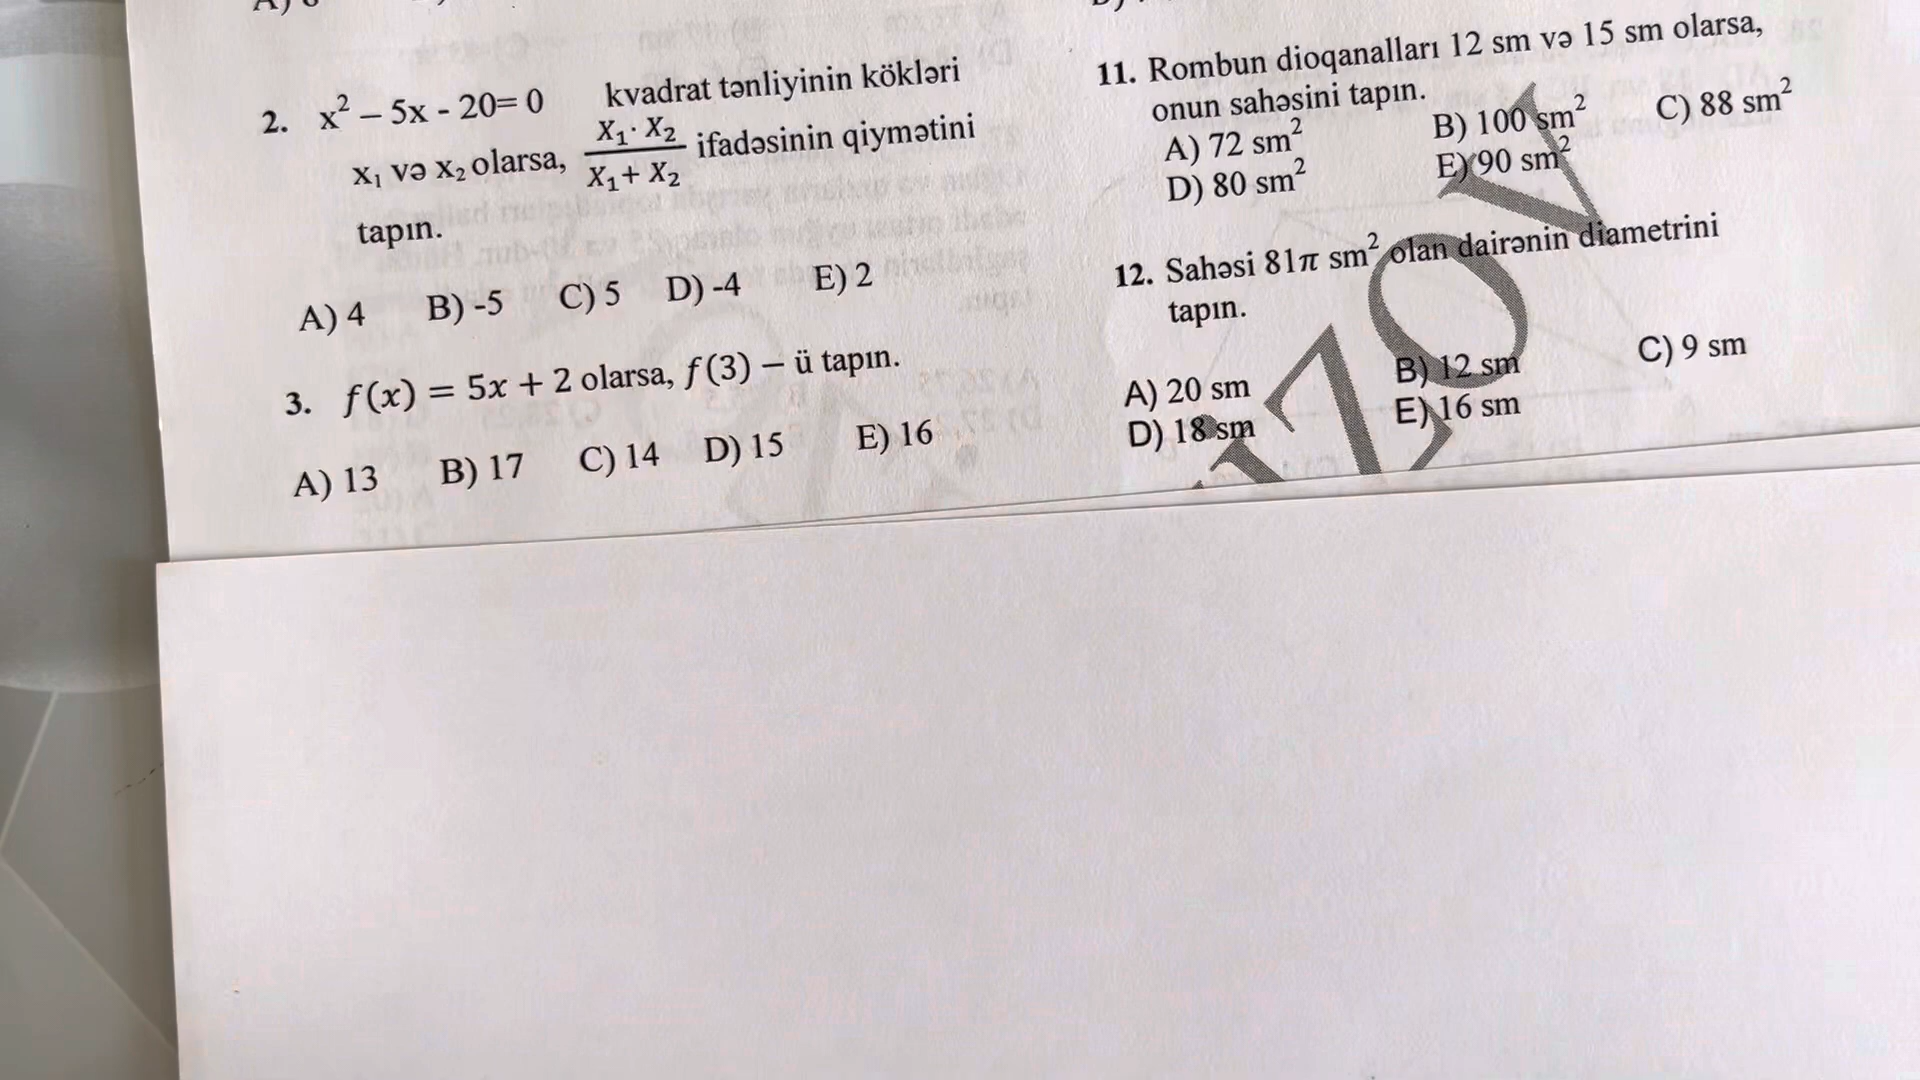 2. x² – 5x - 20= 0 kvadrat tənliyinin kökləri
x₁ və x₂ olarsa, (X₁· X₂)/(X₁+ X₂) ifadəsinin qiymətini
tapın.
A) 4 B) -5 C) 5 D) -4 E) 2
3. f(x) = 5x + 2 olarsa, f(3) – ü tapın.
A) 13 B) 17 C) 14 D) 15 E) 16
11. Rombun dioqanalları 12 sm və 15 sm olarsa,
onun sahəsini tapın.
A) 72 sm² B) 100 sm² C) 88 sm²
D) 80 sm² E) 90 sm²
12. Sahəsi 81π sm² olan dairənin diametrini
tapın.
A) 20 sm B) 12 sm C) 9 sm
D) 18 sm E) 16 sm